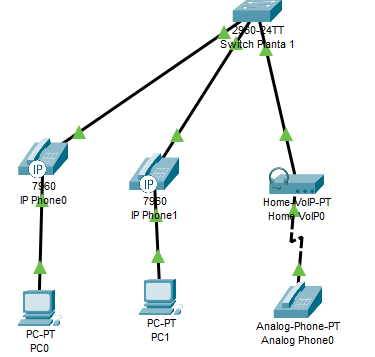 2950-24TT
Switch Planta 1
IP
7960
IP Phone0
IP
7960
IP Phone1
Home-VoIP-PT
Home VoIP0
PC-PT
PC0
PC-PT
PC1
Analog-Phone-PT
Analog Phone0